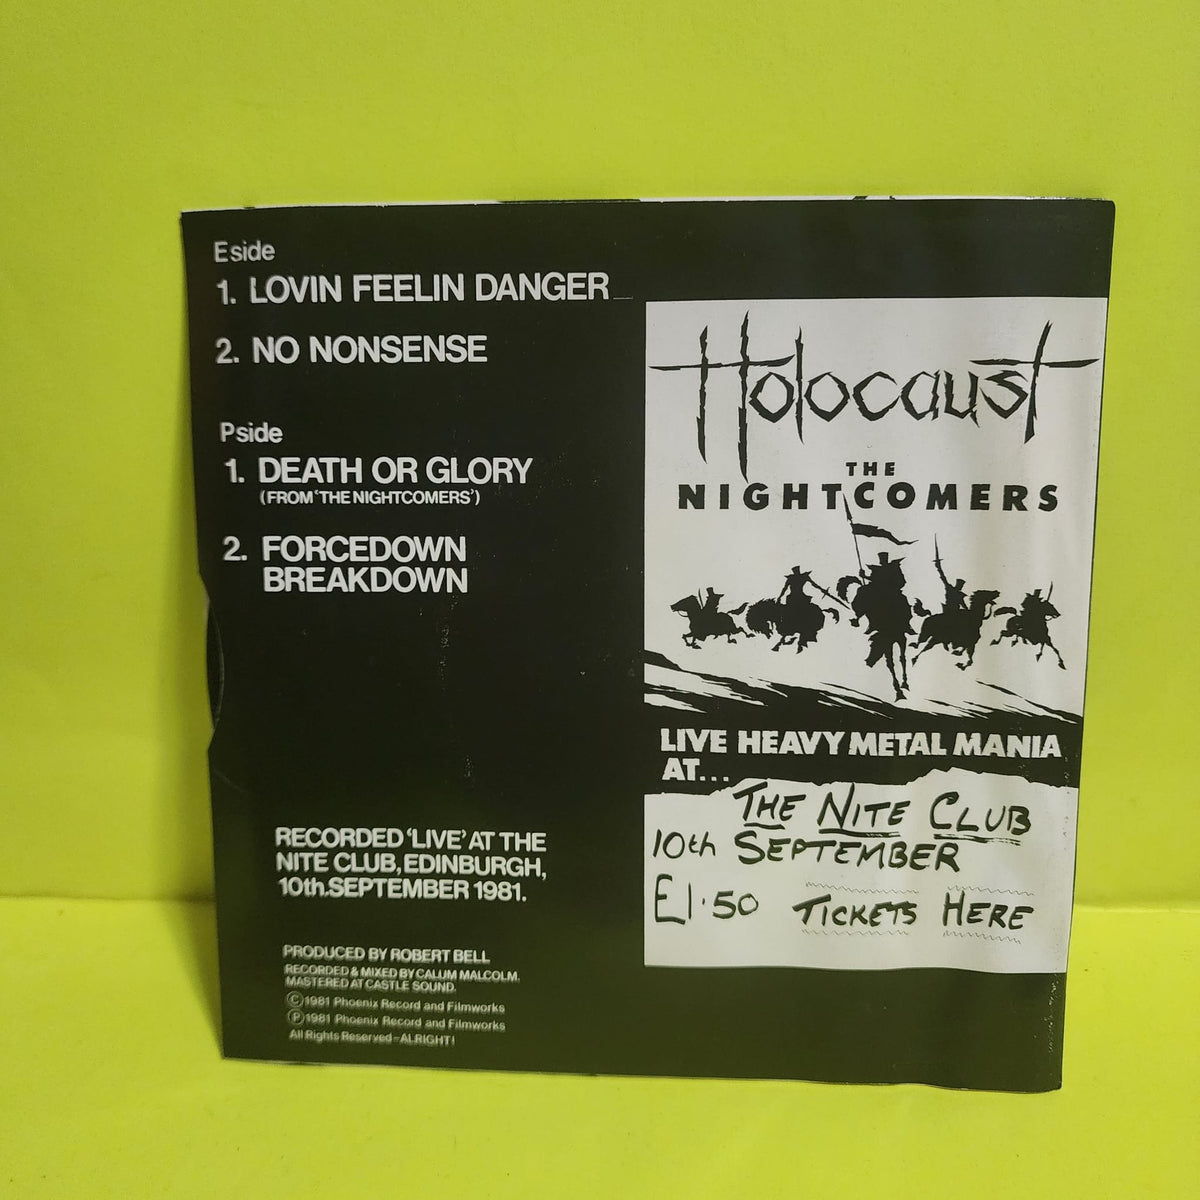 E side
1. LOVIN FEELIN DANGER
2. NO NONSENSE
P side
1. DEATH OR GLORY
(FROM 'THE NIGHTCOMERS')
2. FORCEDOWN
BREAKDOWN
RECORDED 'LIVE' AT THE
NITE CLUB, EDINBURGH,
10th. SEPTEMBER 1981.
PRODUCED BY ROBERT BELL
RECORDED & MIXED BY CALUM MALCOLM.
MASTERED AT CASTLE SOUND.
Ⓒ 1981 Phoenix Record and Filmworks
Ⓟ 1981 Phoenix Record and Filmworks
All Rights Reserved - ALRIGHT!
Holocaust
THE
NIGHTCOMERS
LIVE HEAVY METAL MANIA
AT...
THE NITE CLUB
10th SEPTEMBER
£1.50 TICKETS HERE